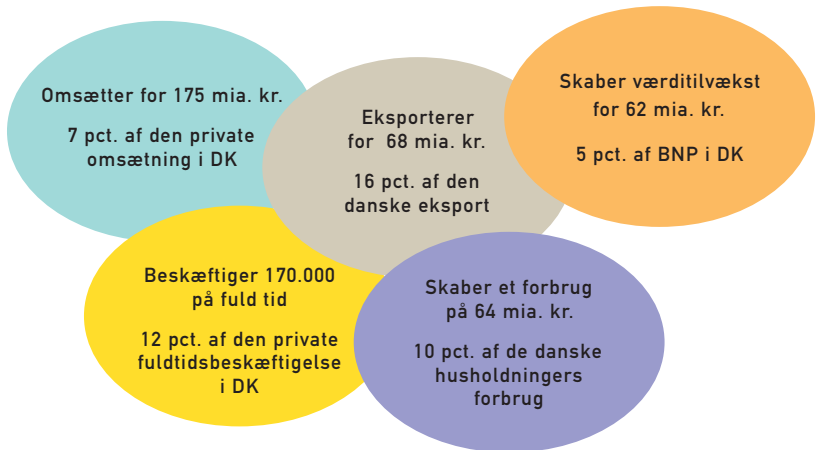 Omsætter for 175 mia. kr.
7 pct. af den private
omsætning i DK
Eksporterer
for 68 mia. kr.
16 pct. af den
danske eksport
Skaber værditilvækst
for 62 mia. kr.
5 pct. af BNP i DK
Beskæftiger 170.000
på fuld tid
12 pct. af den private
fuldtidsbeskæftigelse
i DK
Skaber et forbrug
på 64 mia. kr.
10 pct. af de danske
husholdningers
forbrug